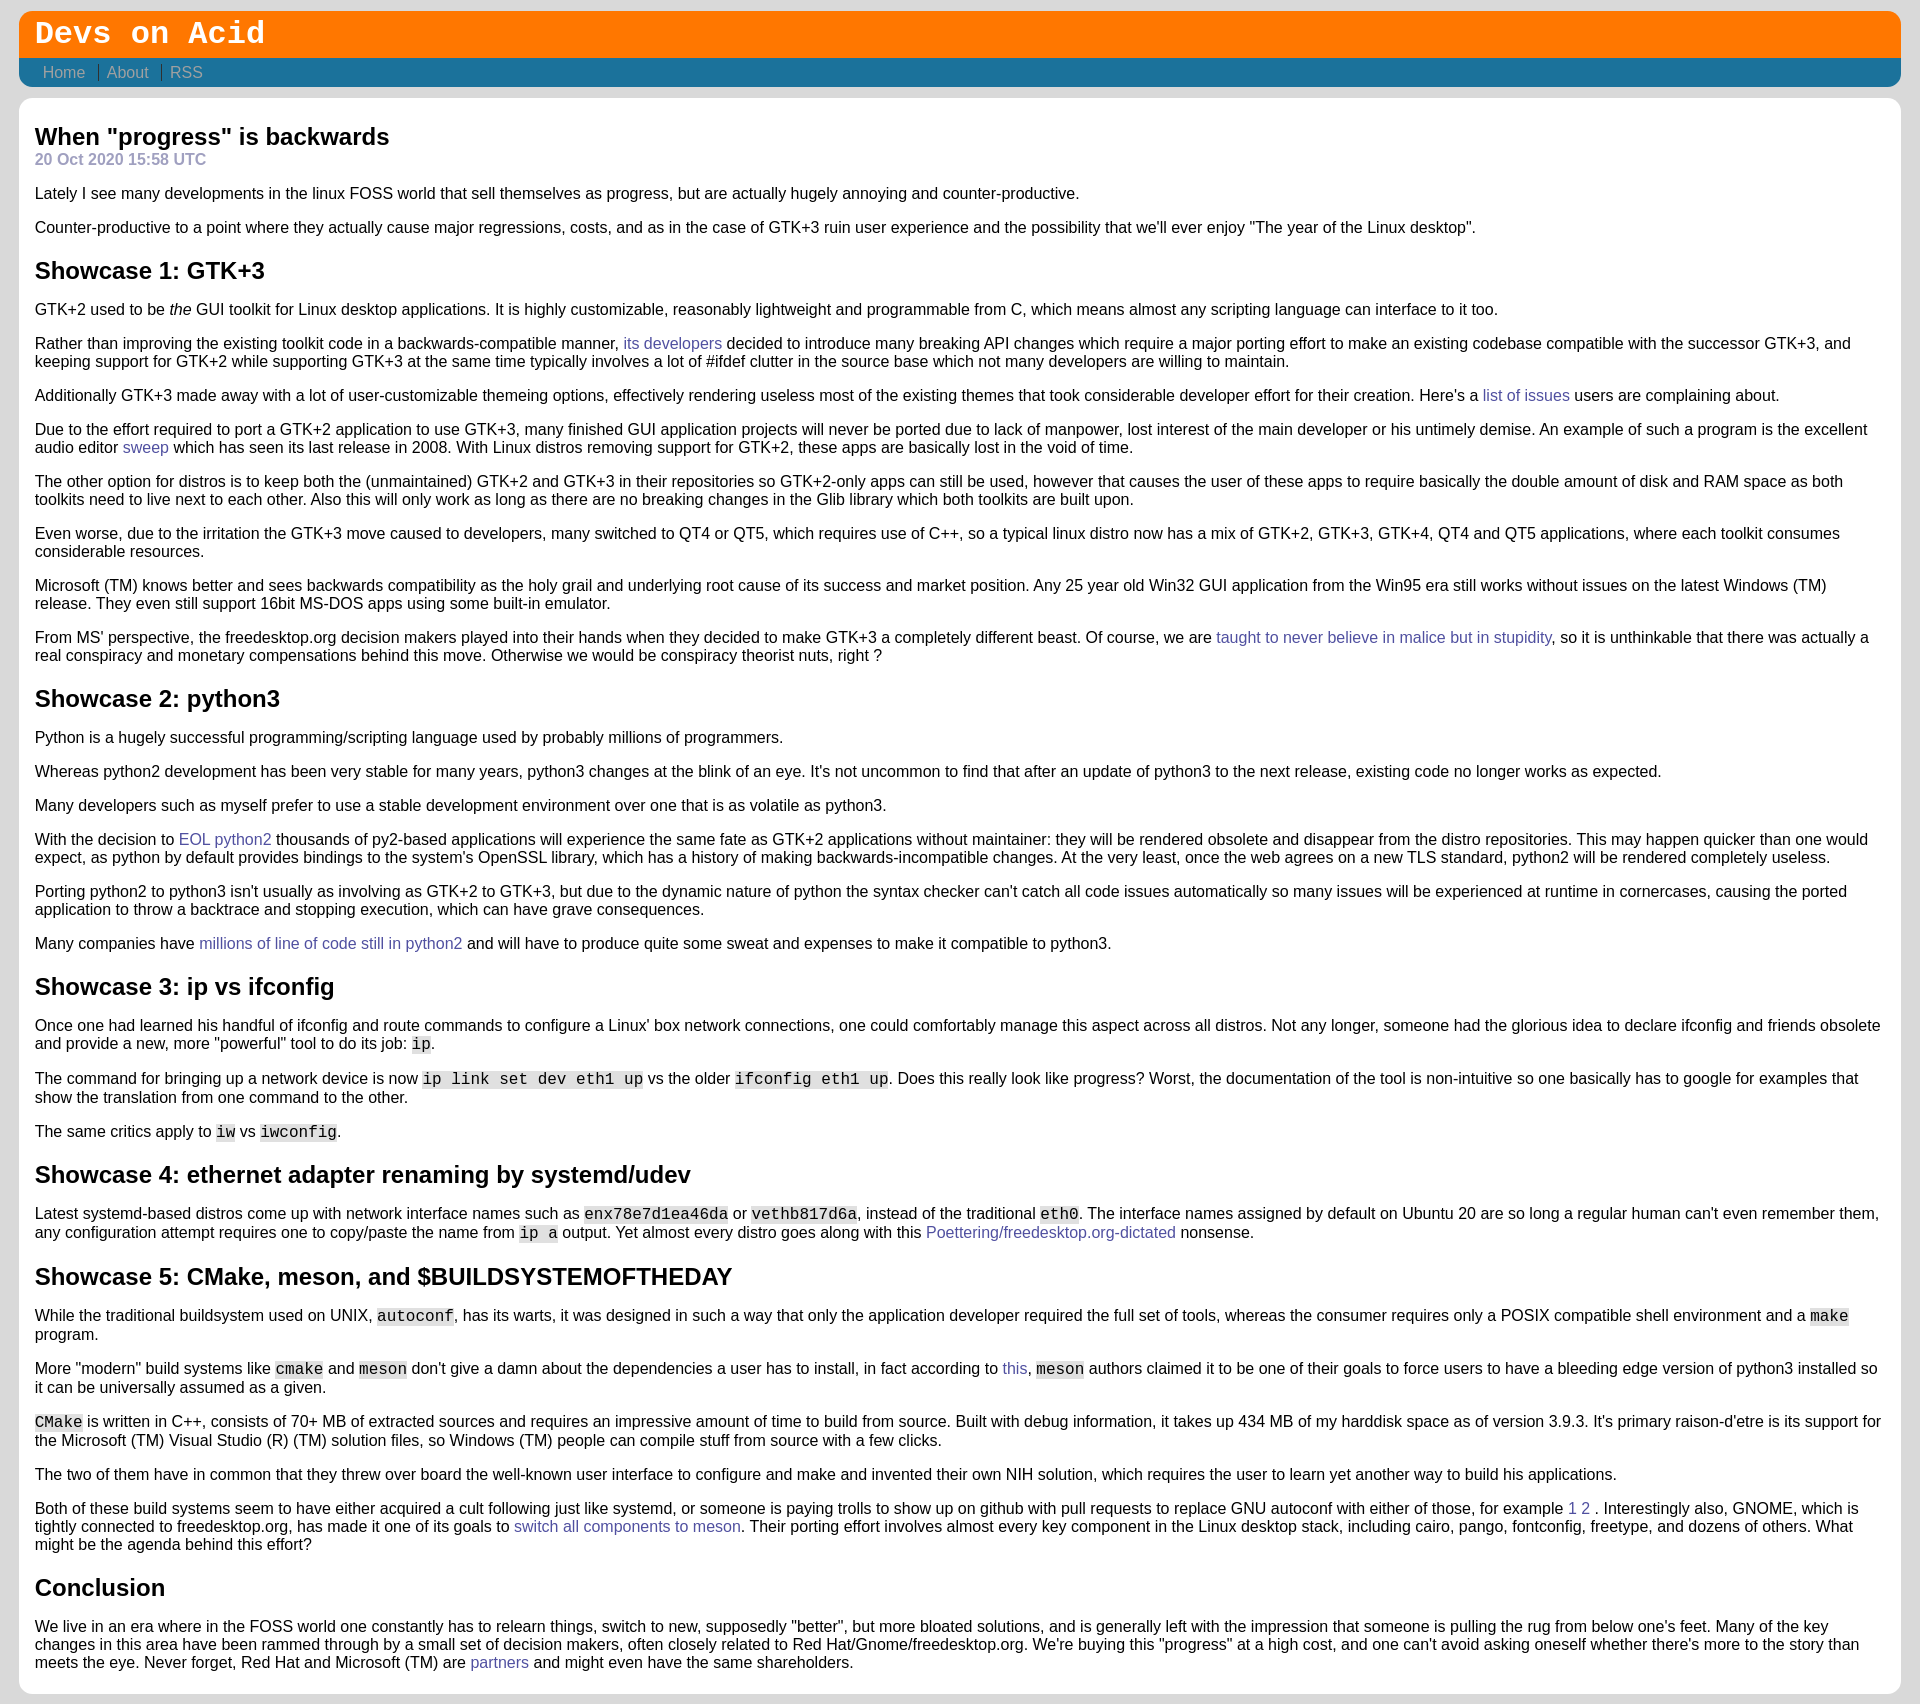 Devs on Acid
Home About RSS
When "progress" is backwards
20 Oct 2020 15:58 UTC
Lately I see many developments in the linux FOSS world that sell themselves as progress, but are actually hugely annoying and counter-productive.
Counter-productive to a point where they actually cause major regressions, costs, and as in the case of GTK+3 ruin user experience and the possibility that we'll ever enjoy "The year of the Linux desktop".
Showcase 1: GTK+3
GTK+2 used to be the GUI toolkit for Linux desktop applications. It is highly customizable, reasonably lightweight and programmable from C, which means almost any scripting language can interface to it too.
Rather than improving the existing toolkit code in a backwards-compatible manner, its developers decided to introduce many breaking API changes which require a major porting effort to make an existing codebase compatible with the successor GTK+3, and
keeping support for GTK+2 while supporting GTK+3 at the same time typically involves a lot of #ifdef clutter in the source base which not many developers are willing to maintain.
Additionally GTK+3 made away with a lot of user-customizable themeing options, effectively rendering useless most of the existing themes that took considerable developer effort for their creation. Here's a list of issues users are complaining about.
Due to the effort required to port a GTK+2 application to use GTK+3, many finished GUI application projects will never be ported due to lack of manpower, lost interest of the main developer or his untimely demise. An example of such a program is the excellent
audio editor sweep which has seen its last release in 2008. With Linux distros removing support for GTK+2, these apps are basically lost in the void of time.
The other option for distros is to keep both the (unmaintained) GTK+2 and GTK+3 in their repositories so GTK+2-only apps can still be used, however that causes the user of these apps to require basically the double amount of disk and RAM space as both
toolkits need to live next to each other. Also this will only work as long as there are no breaking changes in the Glib library which both toolkits are built upon.
Even worse, due to the irritation the GTK+3 move caused to developers, many switched to QT4 or QT5, which requires use of C++, so a typical linux distro now has a mix of GTK+2, GTK+3, GTK+4, QT4 and QT5 applications, where each toolkit consumes
considerable resources.
Microsoft (TM) knows better and sees backwards compatibility as the holy grail and underlying root cause of its success and market position. Any 25 year old Win32 GUI application from the Win95 era still works without issues on the latest Windows (TM)
release. They even still support 16bit MS-DOS apps using some built-in emulator.
From MS' perspective, the freedesktop.org decision makers played into their hands when they decided to make GTK+3 a completely different beast. Of course, we are taught to never believe in malice but in stupidity, so it is unthinkable that there was actually a
real conspiracy and monetary compensations behind this move. Otherwise we would be conspiracy theorist nuts, right ?
Showcase 2: python3
Python is a hugely successful programming/scripting language used by probably millions of programmers.
Whereas python2 development has been very stable for many years, python3 changes at the blink of an eye. It's not uncommon to find that after an update of python3 to the next release, existing code no longer works as expected.
Many developers such as myself prefer to use a stable development environment over one that is as volatile as python3.
With the decision to EOL python2 thousands of py2-based applications will experience the same fate as GTK+2 applications without maintainer: they will be rendered obsolete and disappear from the distro repositories. This may happen quicker than one would
expect, as python by default provides bindings to the system's OpenSSL library, which has a history of making backwards-incompatible changes. At the very least, once the web agrees on a new TLS standard, python2 will be rendered completely useless.
Porting python2 to python3 isn't usually as involving as GTK+2 to GTK+3, but due to the dynamic nature of python the syntax checker can't catch all code issues automatically so many issues will be experienced at runtime in cornercases, causing the ported
application to throw a backtrace and stopping execution, which can have grave consequences.
Many companies have millions of line of code still in python2 and will have to produce quite some sweat and expenses to make it compatible to python3.
Showcase 3: ip vs ifconfig
Once one had learned his handful of ifconfig and route commands to configure a Linux' box network connections, one could comfortably manage this aspect across all distros. Not any longer, someone had the glorious idea to declare ifconfig and friends obsolete
and provide a new, more "powerful" tool to do its job: ip.
The command for bringing up a network device is now ip link set dev eth1 up vs the older ifconfig eth1 up. Does this really look like progress? Worst, the documentation of the tool is non-intuitive so one basically has to google for examples that
show the translation from one command to the other.
The same critics apply to iw vs iwconfig.
Showcase 4: ethernet adapter renaming by systemd/udev
Latest systemd-based distros come up with network interface names such as enx78e7d1ea46da or vethb817d6a, instead of the traditional eth0. The interface names assigned by default on Ubuntu 20 are so long a regular human can't even remember them,
any configuration attempt requires one to copy/paste the name from ip a output. Yet almost every distro goes along with this Poettering/freedesktop.org-dictated nonsense.
Showcase 5: CMake, meson, and $BUILDSYSTEMOFTHEDAY
While the traditional buildsystem used on UNIX, autoconf, has its warts, it was designed in such a way that only the application developer required the full set of tools, whereas the consumer requires only a POSIX compatible shell environment and a make
program.
More "modern" build systems like cmake and meson don't give a damn about the dependencies a user has to install, in fact according to this, meson authors claimed it to be one of their goals to force users to have a bleeding edge version of python3 installed so
it can be universally assumed as a given.
CMake is written in C++, consists of 70+ MB of extracted sources and requires an impressive amount of time to build from source. Built with debug information, it takes up 434 MB of my harddisk space as of version 3.9.3. It's primary raison-d'etre is its support for
the Microsoft (TM) Visual Studio (R) (TM) solution files, so Windows (TM) people can compile stuff from source with a few clicks.
The two of them have in common that they threw over board the well-known user interface to configure and make and invented their own NIH solution, which requires the user to learn yet another way to build his applications.
Both of these build systems seem to have either acquired a cult following just like systemd, or someone is paying trolls to show up on github with pull requests to replace GNU autoconf with either of those, for example 1 2 . Interestingly also, GNOME, which is
tightly connected to freedesktop.org, has made it one of its goals to switch all components to meson. Their porting effort involves almost every key component in the Linux desktop stack, including cairo, pango, fontconfig, freetype, and dozens of others. What
might be the agenda behind this effort?
Conclusion
We live in an era where in the FOSS world one constantly has to relearn things, switch to new, supposedly "better", but more bloated solutions, and is generally left with the impression that someone is pulling the rug from below one's feet. Many of the key
changes in this area have been rammed through by a small set of decision makers, often closely related to Red Hat/Gnome/freedesktop.org. We're buying this "progress" at a high cost, and one can't avoid asking oneself whether there's more to the story than
meets the eye. Never forget, Red Hat and Microsoft (TM) are partners and might even have the same shareholders.